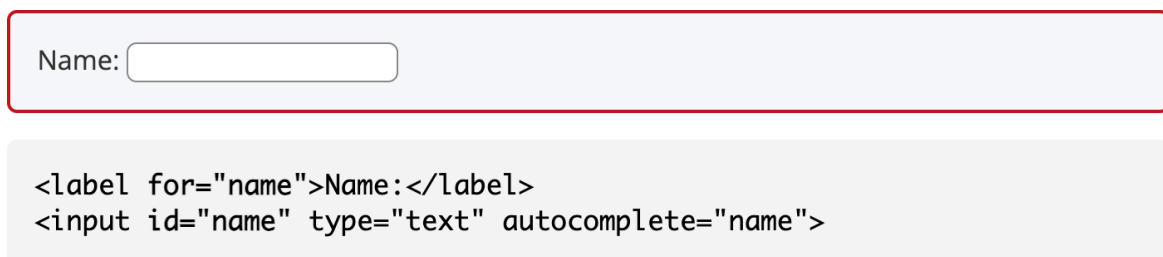 Name:
<label for="name">Name:</label>
<input id="name" type="text" autocomplete="name">